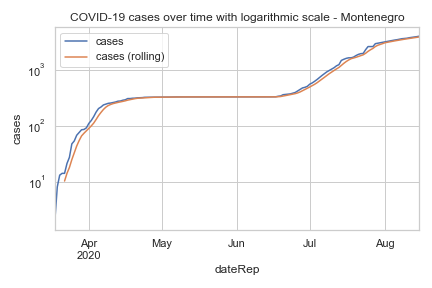 COVID-19 cases over time with logarithmic scale - Montenegro
cases
cases (rolling)
10³
10²
10¹
cases
Apr May Jun Jul Aug
2020
dateRep